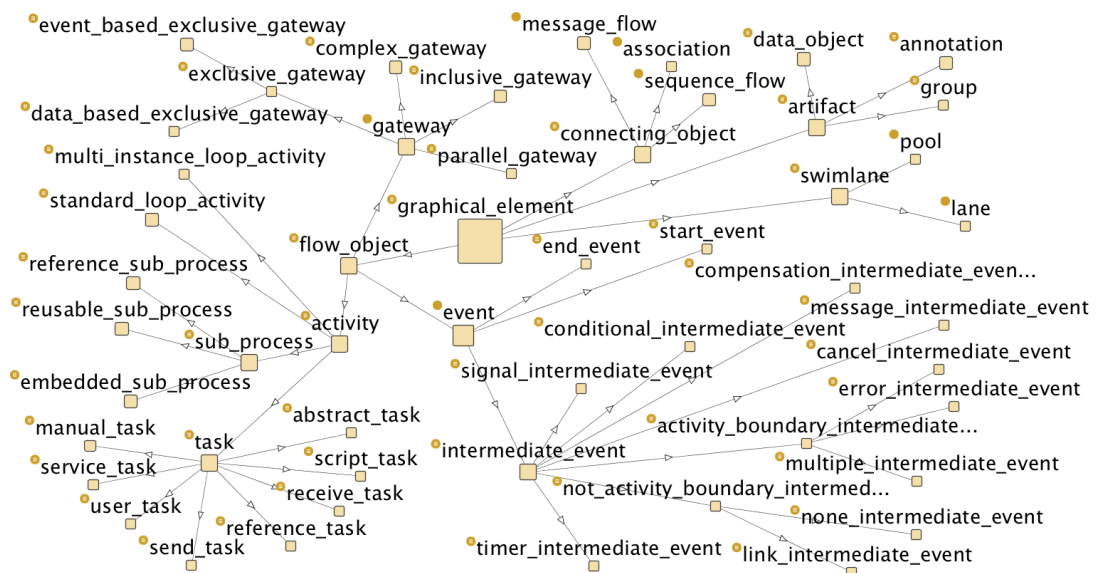 event_based_exclusive_gateway
message_flow
complex_gateway
association
data_object
annotation
exclusive_gateway
inclusive_gateway
sequence_flow
group
data_based_exclusive_gateway
gateway
connecting_object
artifact
multi_instance_loop_activity
parallel_gateway
pool
swimlane
standard_loop_activity
graphical_element
lane
flow_object
end_event
start_event
reference_sub_process
compensation_intermediate_even...
reusable_sub_process
activity
event
message_intermediate_event
sub_process
conditional_intermediate_event
cancel_intermediate_event
embedded_sub_process
signal_intermediate_event
error_intermediate_event
manual_task
abstract_task
activity_boundary_intermediate...
task
intermediate_event
service_task
script_task
multiple_intermediate_event
user_task
receive_task
not_activity_boundary_intermed...
reference_task
none_intermediate_event
send_task
timer_intermediate_event
link_intermediate_event